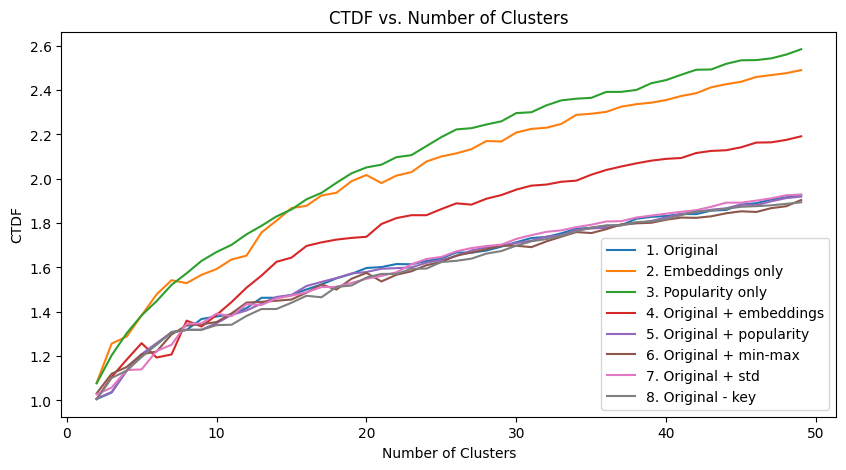 CTDF vs. Number of Clusters
2.6
2.4
2.2
2.0
1.8
1.6
1.4
1.2
1.0
CTDF
0
10
20
30
40
50
Number of Clusters
1. Original
2. Embeddings only
3. Popularity only
4. Original + embeddings
5. Original + popularity
6. Original + min-max
7. Original + std
8. Original - key